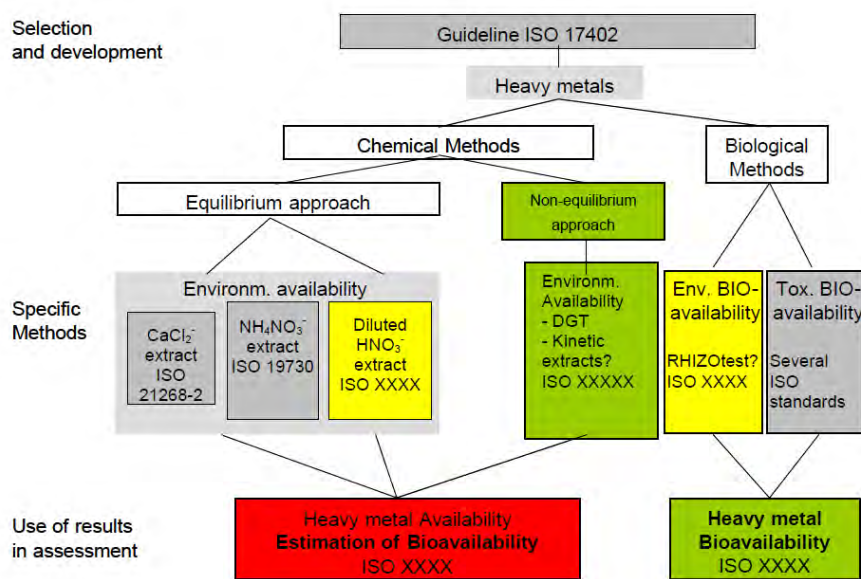 Selection
and development
Guideline ISO 17402
Heavy metals
Chemical Methods
Biological
Methods
Equilibrium approach
Non-equilibrium
approach
Specific
Methods
Environm. availability
CaCl₂⁻
extract
ISO
21268-2
NH₄NO₃⁻
extract
ISO 19730
Diluted
HNO₃⁻
extract
ISO XXXX
Environm.
Availability
- DGT
- Kinetic
extracts?
ISO XXXXX
Env. BIO-
availability
RHIZOtest?
ISO XXXX
Tox. BIO-
availability
Several
ISO
standards
Use of results
in assessment
Heavy metal Availability
Estimation of Bioavailability
ISO XXXX
Heavy metal
Bioavailability
ISO XXXX